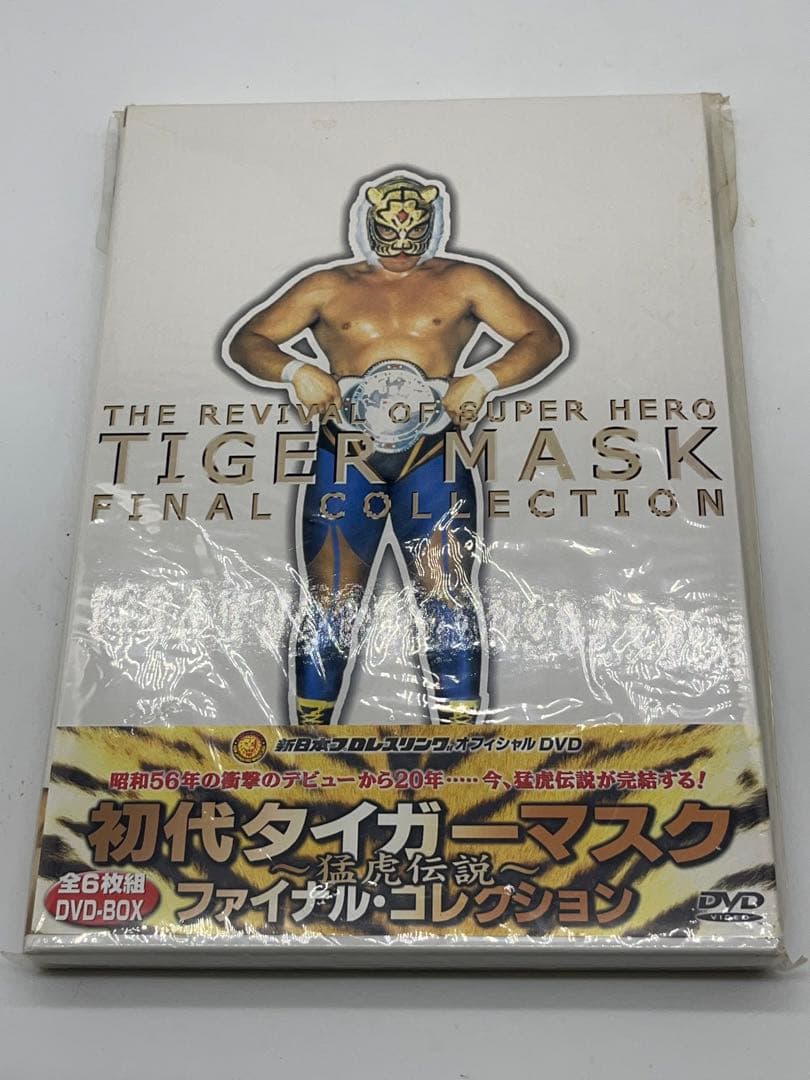 THE REVIVAL OF SUPER HERO
TIGER MASK
FINAL COLLECTION
新日本プロレスリング オフィシャルDVD
昭和56年の衝撃のデビューから20年‥‥‥今、猛虎伝説が完結する!
初代タイガーマスク
~猛虎伝説~
全6枚組
DVD-BOX
ファイナル・コレクション
DVD
VIDEO